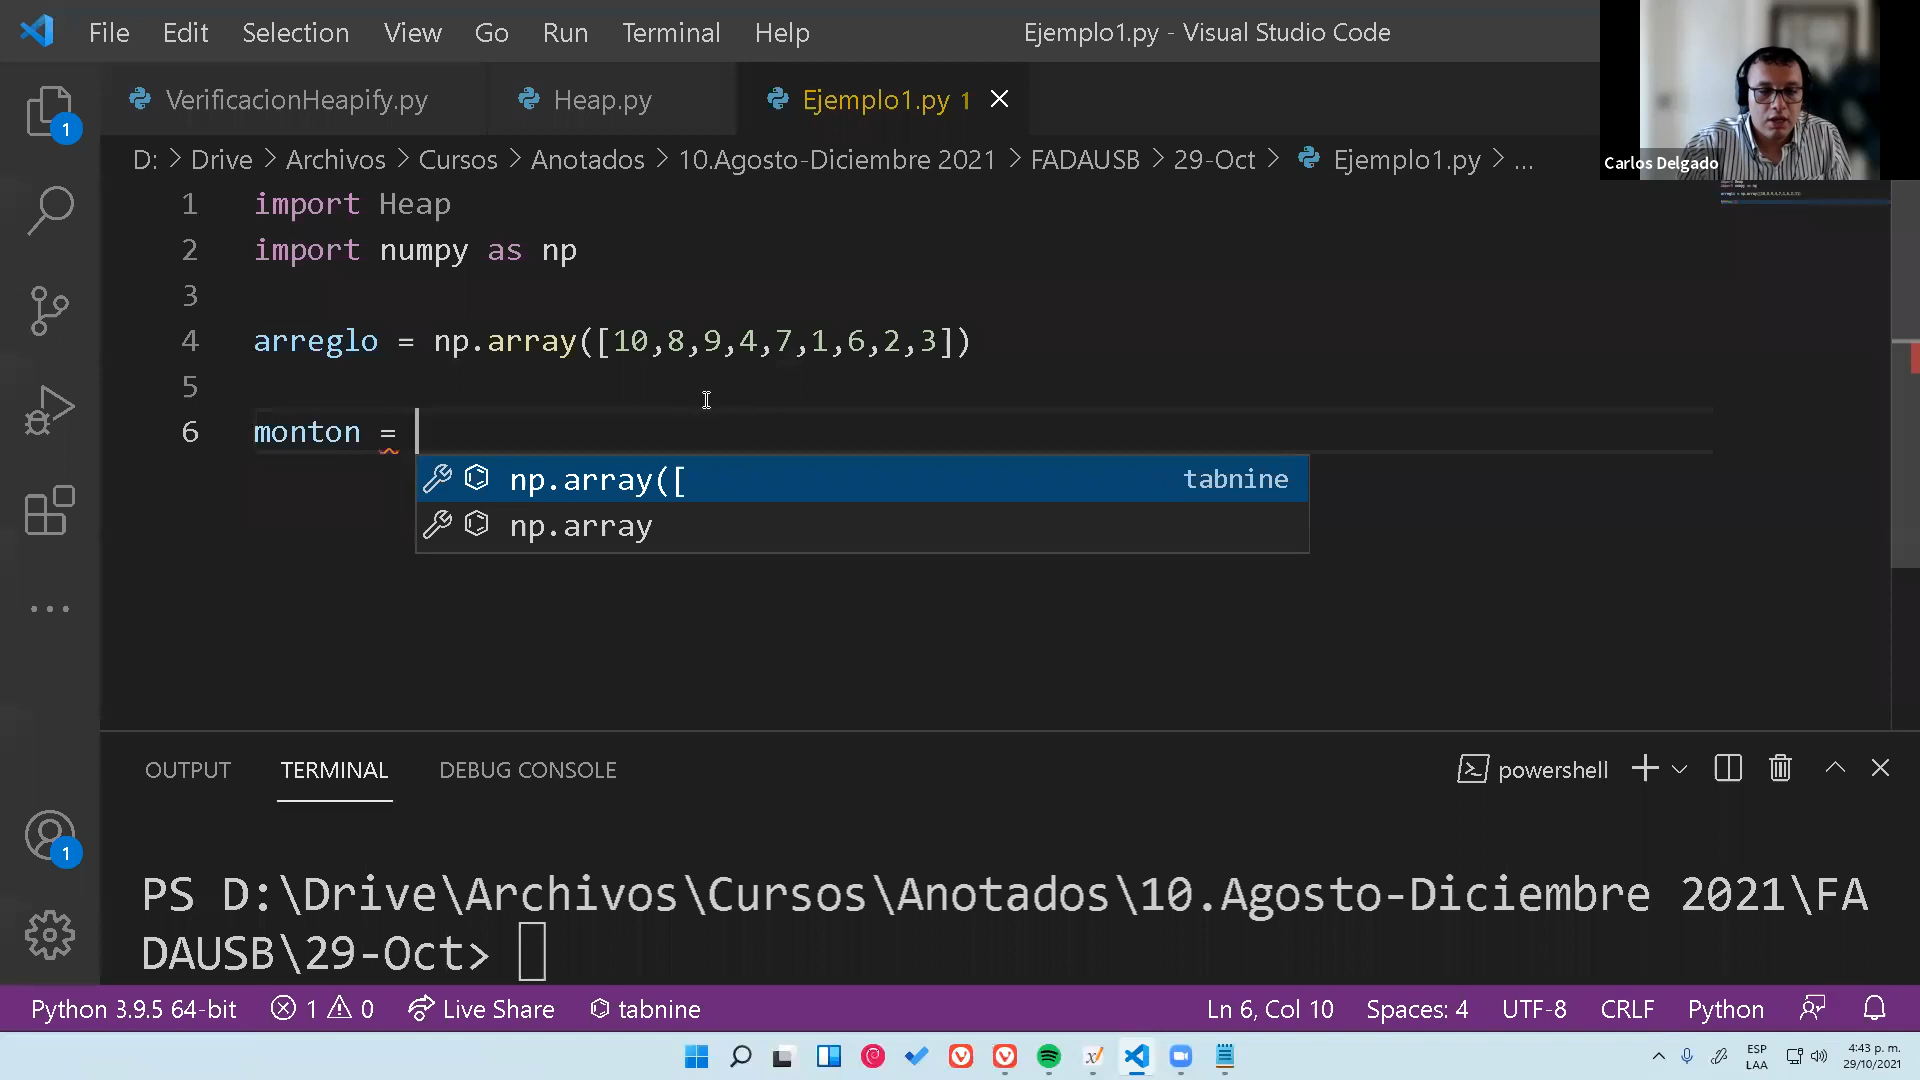 File Edit Selection View Go Run Terminal Help
Ejemplo1.py - Visual Studio Code
VerificacionHeapify.py Heap.py Ejemplo1.py 1
D: > Drive > Archivos > Cursos > Anotados > 10.Agosto-Diciembre 2021 > FADAUSB > 29-Oct > Ejemplo1.py > ...
Carlos Delgado
1 import Heap
2 import numpy as np
3
4 arreglo = np.array([10,8,9,4,7,1,6,2,3])
5
6 monton =
np.array([ tabnine
np.array
1
OUTPUT TERMINAL DEBUG CONSOLE
powershell
PS D:\Drive\Archivos\Cursos\Anotados\10.Agosto-Diciembre 2021\FA
DAUSB\29-Oct>
1
Python 3.9.5 64-bit 1 0 Live Share tabnine
Ln 6, Col 10 Spaces: 4 UTF-8 CRLF Python
ESP
LAA
4:43 p. m.
29/10/2021